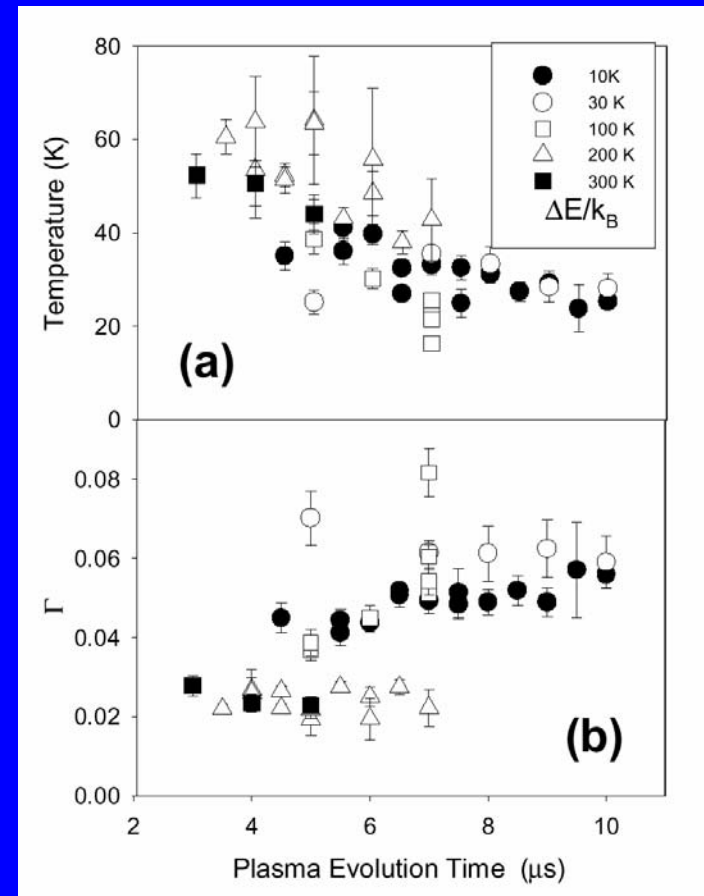 80
60
40
20
0
Temperature (K)
10K
30 K
100 K
200 K
300 K
ΔE/kB
(a)
0.08
0.06
0.04
0.02
0.00
Γ
(b)
2 4 6 8 10
Plasma Evolution Time (μs)